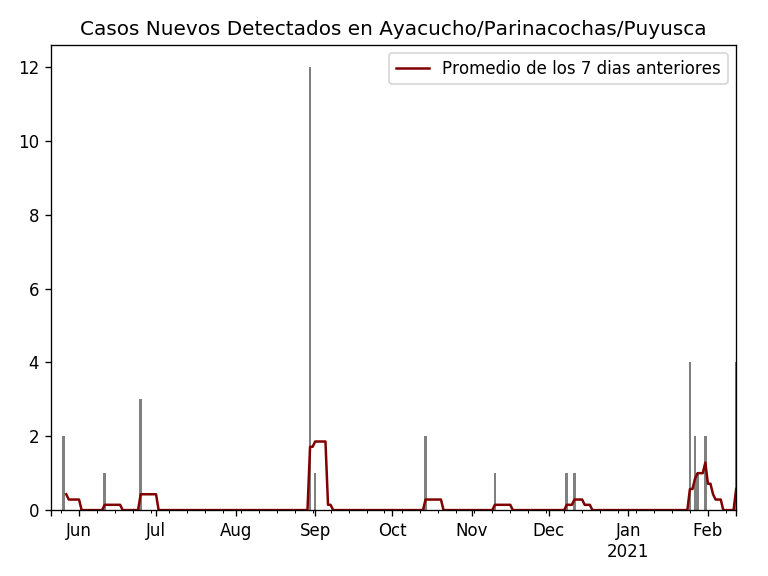 Casos Nuevos Detectados en Ayacucho/Parinacochas/Puyusca
Promedio de los 7 dias anteriores
12
10
8
6
4
2
0
Jun Jul Aug Sep Oct Nov Dec Jan Feb
2021